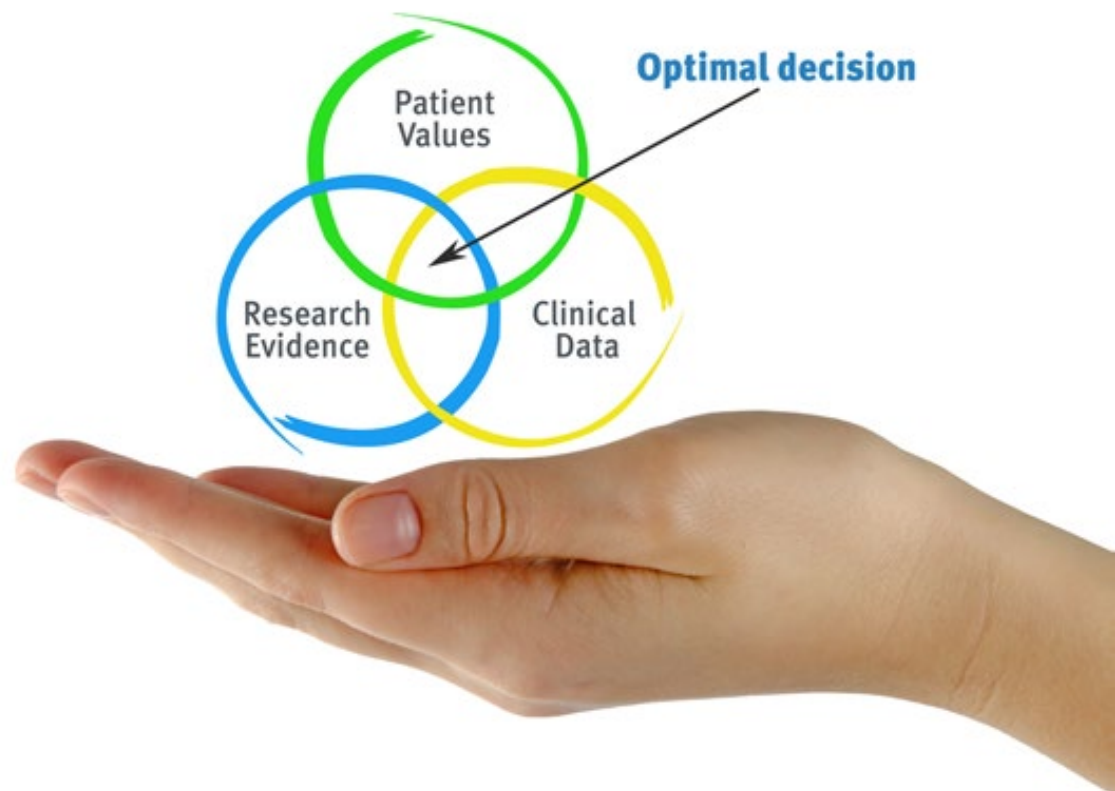 Optimal decision
Patient
Values
Research
Evidence
Clinical
Data